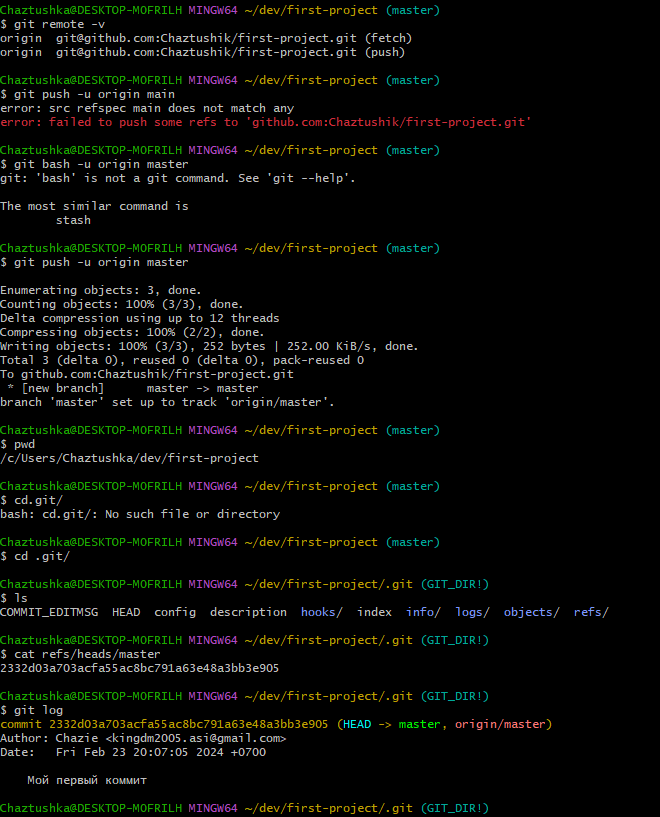 Chaztushka@DESKTOP-MOFRILH MINGW64 ~/dev/first-project (master)
$ git remote -v
origin  git@github.com:Chaztushik/first-project.git (fetch)
origin  git@github.com:Chaztushik/first-project.git (push)
Chaztushka@DESKTOP-MOFRILH MINGW64 ~/dev/first-project (master)
$ git push -u origin main
error: src refspec main does not match any
error: failed to push some refs to 'github.com:Chaztushik/first-project.git'
Chaztushka@DESKTOP-MOFRILH MINGW64 ~/dev/first-project (master)
$ git bash -u origin master
git: 'bash' is not a git command. See 'git --help'.
The most similar command is
        stash
Chaztushka@DESKTOP-MOFRILH MINGW64 ~/dev/first-project (master)
$ git push -u origin master
Enumerating objects: 3, done.
Counting objects: 100% (3/3), done.
Delta compression using up to 12 threads
Compressing objects: 100% (2/2), done.
Writing objects: 100% (3/3), 252 bytes | 252.00 KiB/s, done.
Total 3 (delta 0), reused 0 (delta 0), pack-reused 0
To github.com:Chaztushik/first-project.git
 * [new branch]      master -> master
branch 'master' set up to track 'origin/master'.
Chaztushka@DESKTOP-MOFRILH MINGW64 ~/dev/first-project (master)
$ pwd
/c/Users/Chaztushka/dev/first-project
Chaztushka@DESKTOP-MOFRILH MINGW64 ~/dev/first-project (master)
$ cd.git/
bash: cd.git/: No such file or directory
Chaztushka@DESKTOP-MOFRILH MINGW64 ~/dev/first-project (master)
$ cd .git/
Chaztushka@DESKTOP-MOFRILH MINGW64 ~/dev/first-project/.git (GIT_DIR!)
$ ls
COMMIT_EDITMSG  HEAD  config  description  hooks/  index  info/  logs/  objects/  refs/
Chaztushka@DESKTOP-MOFRILH MINGW64 ~/dev/first-project/.git (GIT_DIR!)
$ cat refs/heads/master
2332d03a703acfa55ac8bc791a63e48a3bb3e905
Chaztushka@DESKTOP-MOFRILH MINGW64 ~/dev/first-project/.git (GIT_DIR!)
$ git log
commit 2332d03a703acfa55ac8bc791a63e48a3bb3e905 (HEAD -> master, origin/master)
Author: Chazie <kingdm2005.asi@gmail.com>
Date:   Fri Feb 23 20:07:05 2024 +0700
    Мой первый коммит
Chaztushka@DESKTOP-MOFRILH MINGW64 ~/dev/first-project/.git (GIT_DIR!)